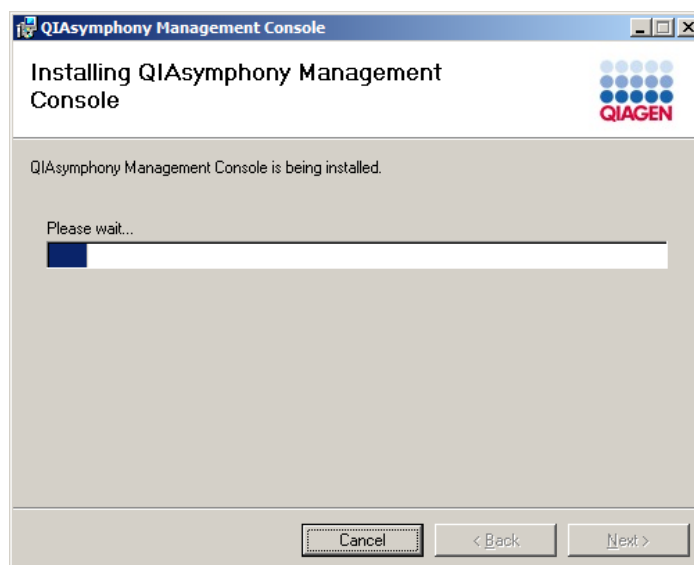 QIAsymphony Management Console
Installing QIAsymphony Management
Console
QIAGEN
QIAsymphony Management Console is being installed.
Please wait...
Cancel
< Back
Next >